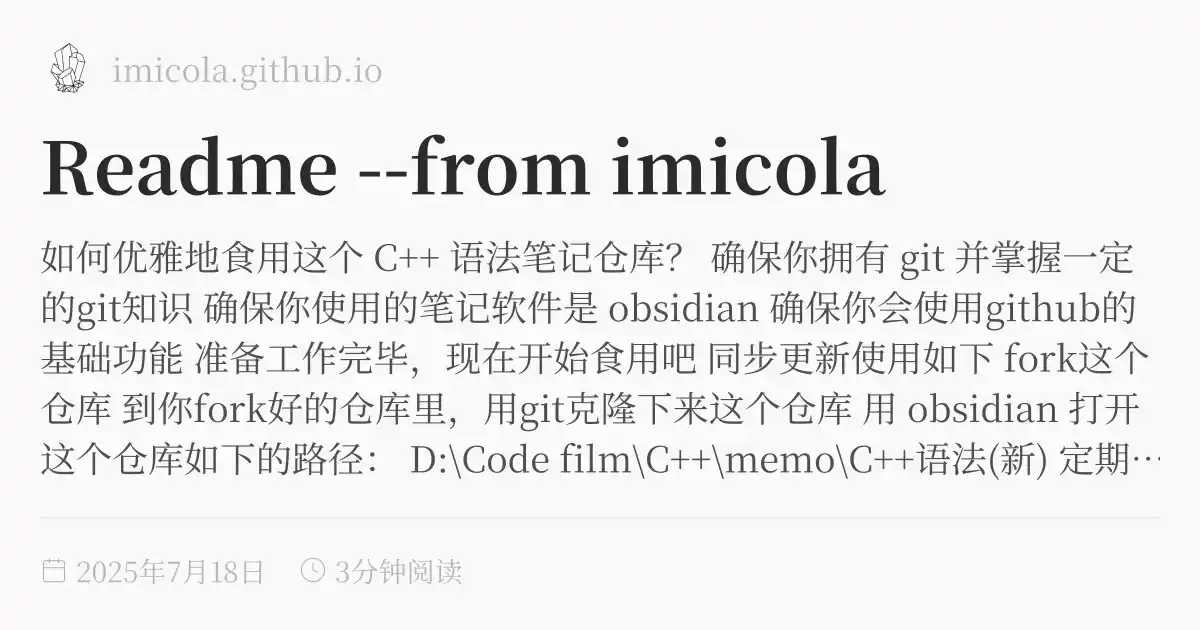 imicola.github.io
Readme --from imicola
如何优雅地食用这个 C++ 语法笔记仓库？ 确保你拥有 git 并掌握一定
的git知识 确保你使用的笔记软件是 obsidian 确保你会使用github的
基础功能 准备工作完毕，现在开始食用吧 同步更新使用如下 fork这个
仓库 到你fork好的仓库里，用git克隆下来这个仓库 用 obsidian 打开
这个仓库如下的路径： D:\Code film\C++\memo\C++语法(新) 定期…
2025年7月18日 3分钟阅读